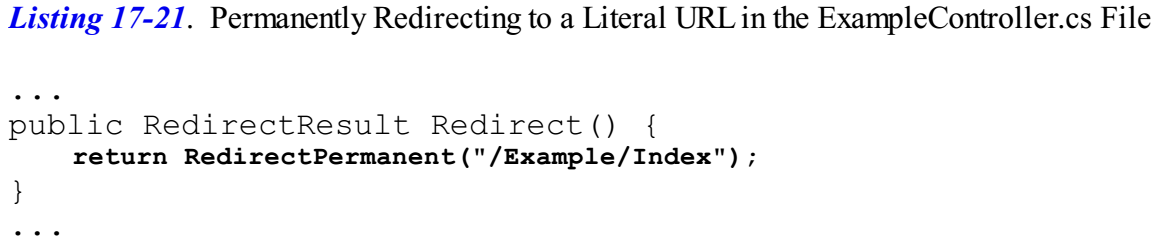 Listing 17-21. Permanently Redirecting to a Literal URL in the ExampleController.cs File
...
public RedirectResult Redirect() {
    return RedirectPermanent("/Example/Index");
}
...